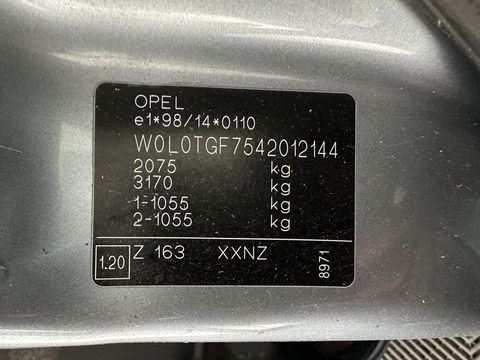 OPEL
e1*98/14*0110
W0L0TGF7542012144
2075 kg
3170 kg
1-1055 kg
2-1055 kg
1.20 Z 163 XXNZ 8971